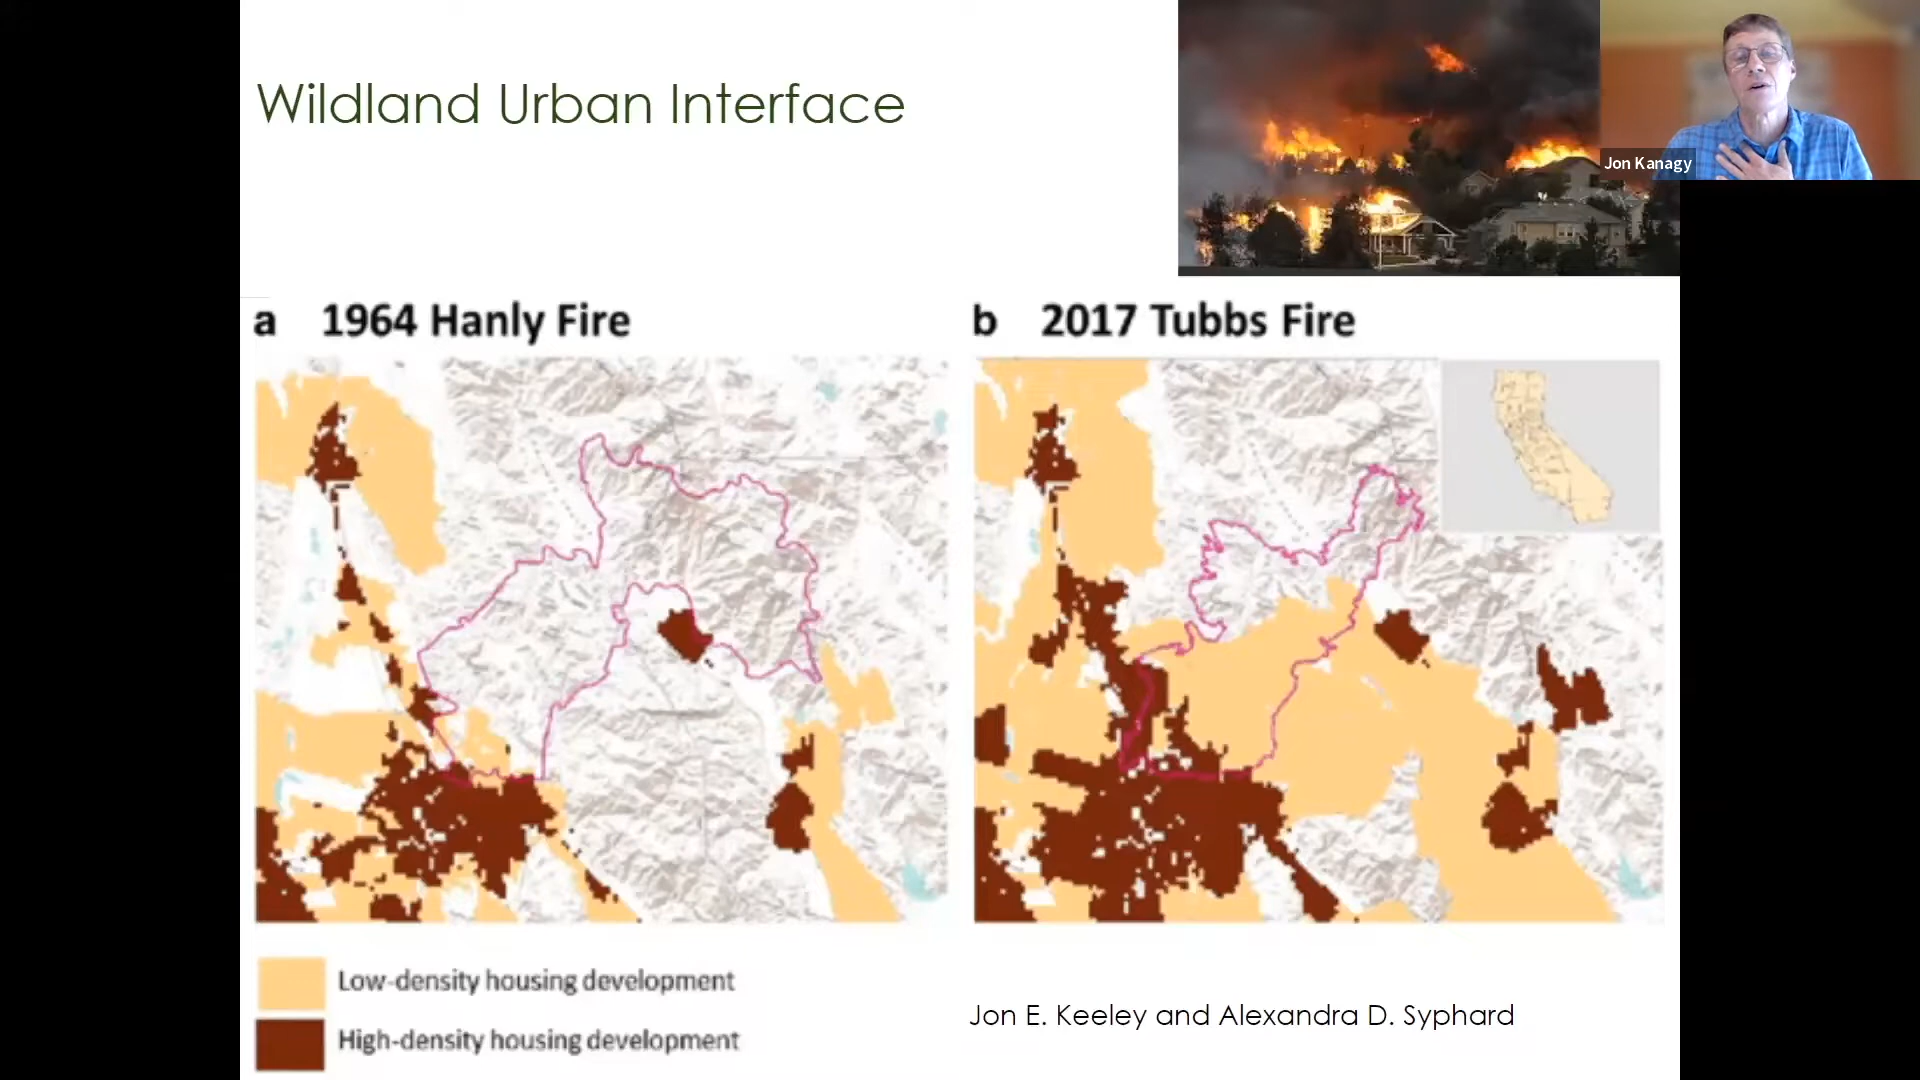 Wildland Urban Interface
Jon Kanagy
a 1964 Hanly Fire
b 2017 Tubbs Fire
Low-density housing development
High-density housing development
Jon E. Keeley and Alexandra D. Syphard